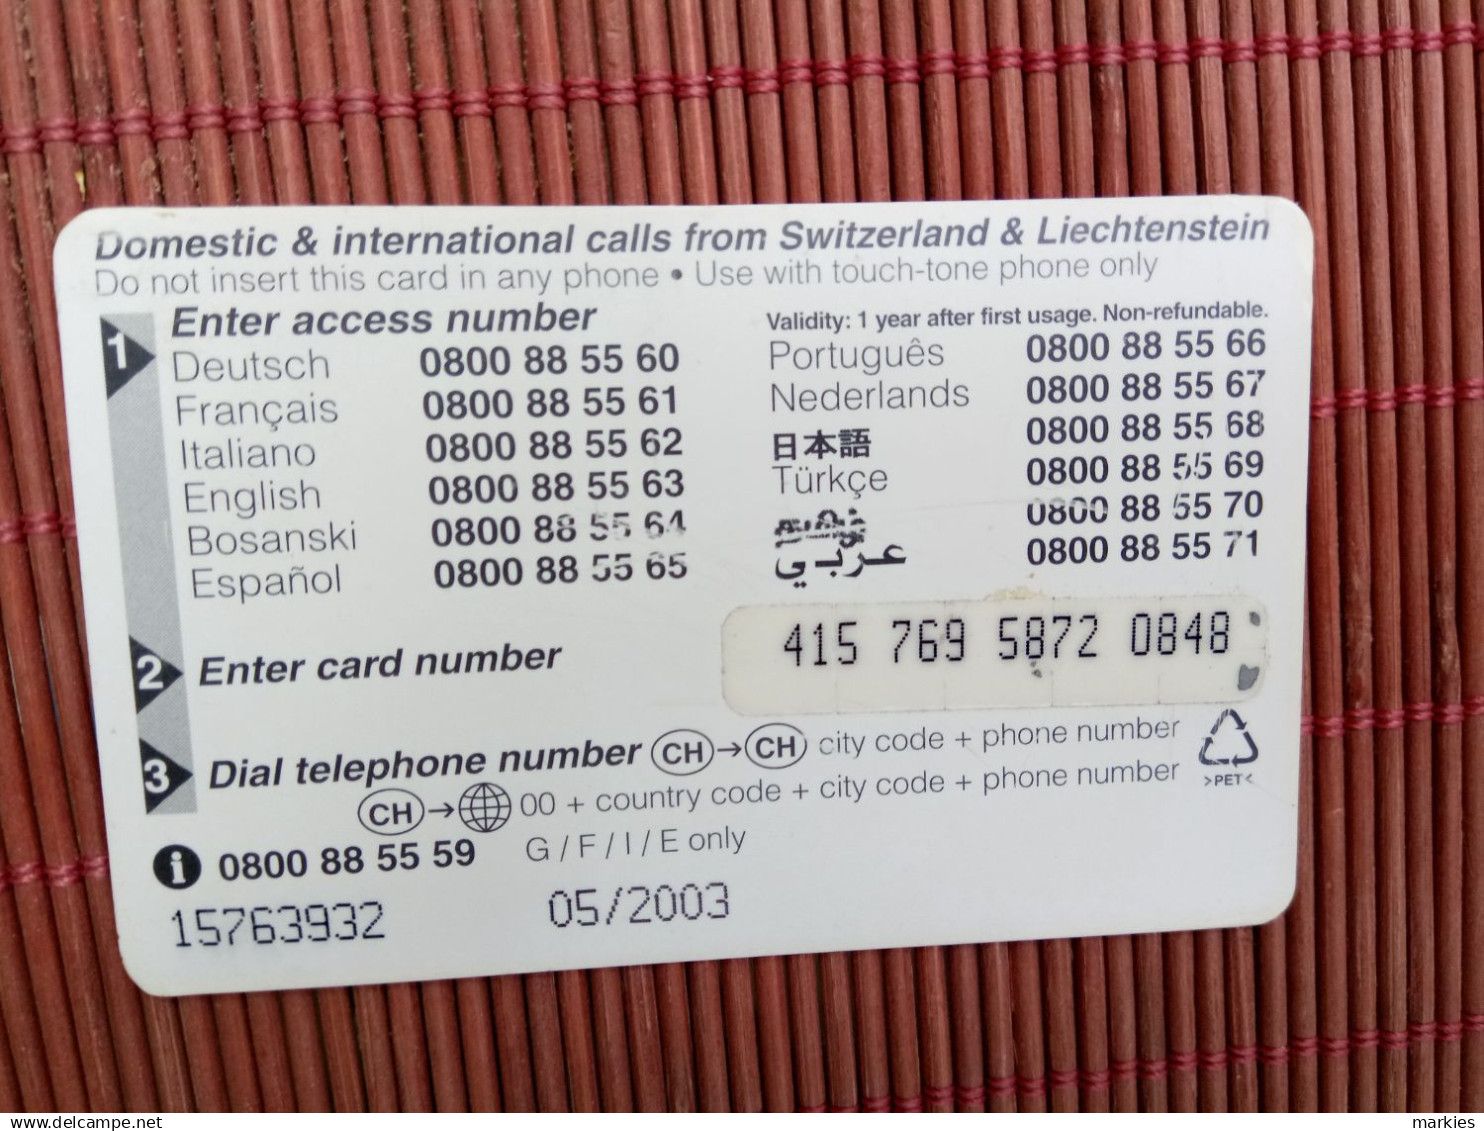 Domestic & international calls from Switzerland & Liechtenstein
Do not insert this card in any phone • Use with touch-tone phone only
1 Enter access number
Validity: 1 year after first usage. Non-refundable.
Deutsch 0800 88 55 60
Français 0800 88 55 61
Italiano 0800 88 55 62
English 0800 88 55 63
Bosanski 0800 88 55 64
Español 0800 88 55 65
Português 0800 88 55 66
Nederlands 0800 88 55 67
日本語 0800 88 55 68
Türkçe 0800 88 55 69
0800 88 55 70
عربي 0800 88 55 71
2 Enter card number
415 769 5872 0848
3 Dial telephone number CH→CH city code + phone number
CH→ 00 + country code + city code + phone number
>PET<
i 0800 88 55 59 G / F / I / E only
15763932 05/2003
delcampe.net
markies